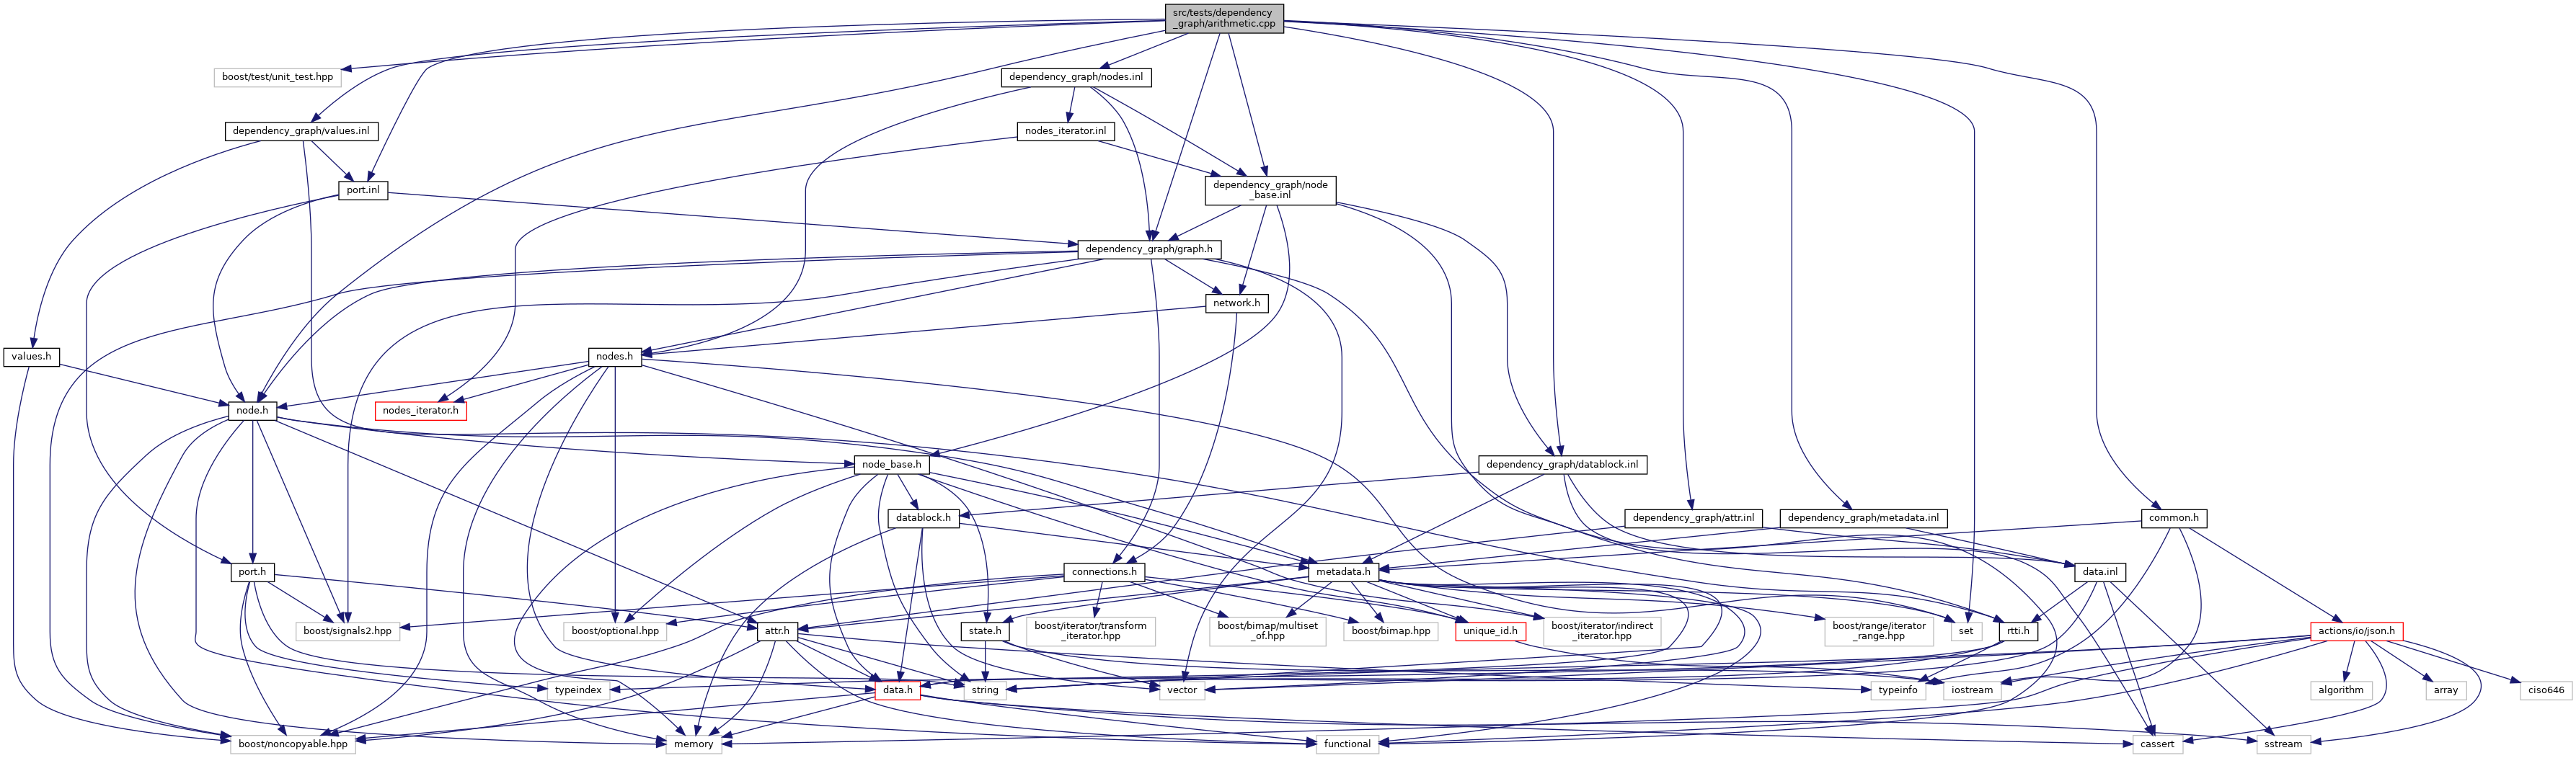 src/tests/dependency
_graph/arithmetic.cpp
boost/test/unit_test.hpp
dependency_graph/nodes.inl
dependency_graph/values.inl
nodes_iterator.inl
port.inl
dependency_graph/node
_base.inl
dependency_graph/graph.h
network.h
values.h
nodes.h
node.h
nodes_iterator.h
node_base.h
dependency_graph/datablock.inl
datablock.h
dependency_graph/attr.inl
dependency_graph/metadata.inl
common.h
port.h
connections.h
metadata.h
data.inl
boost/signals2.hpp
boost/optional.hpp
attr.h
state.h
boost/iterator/transform
_iterator.hpp
boost/bimap/multiset
_of.hpp
boost/bimap.hpp
unique_id.h
boost/iterator/indirect
_iterator.hpp
boost/range/iterator
_range.hpp
set
rtti.h
actions/io/json.h
typeindex
data.h
string
vector
typeinfo
iostream
algorithm
array
ciso646
boost/noncopyable.hpp
memory
functional
cassert
sstream